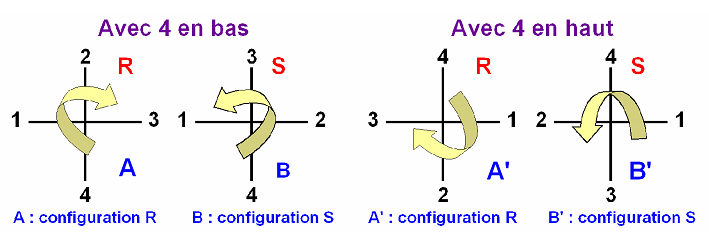 Avec 4 en bas
Avec 4 en haut
2 R
1 3
A
4
3 S
1 2
B
4
4 R
3 1
A'
2
4 S
2 1
B'
3
A : configuration R
B : configuration S
A' : configuration R
B' : configuration S